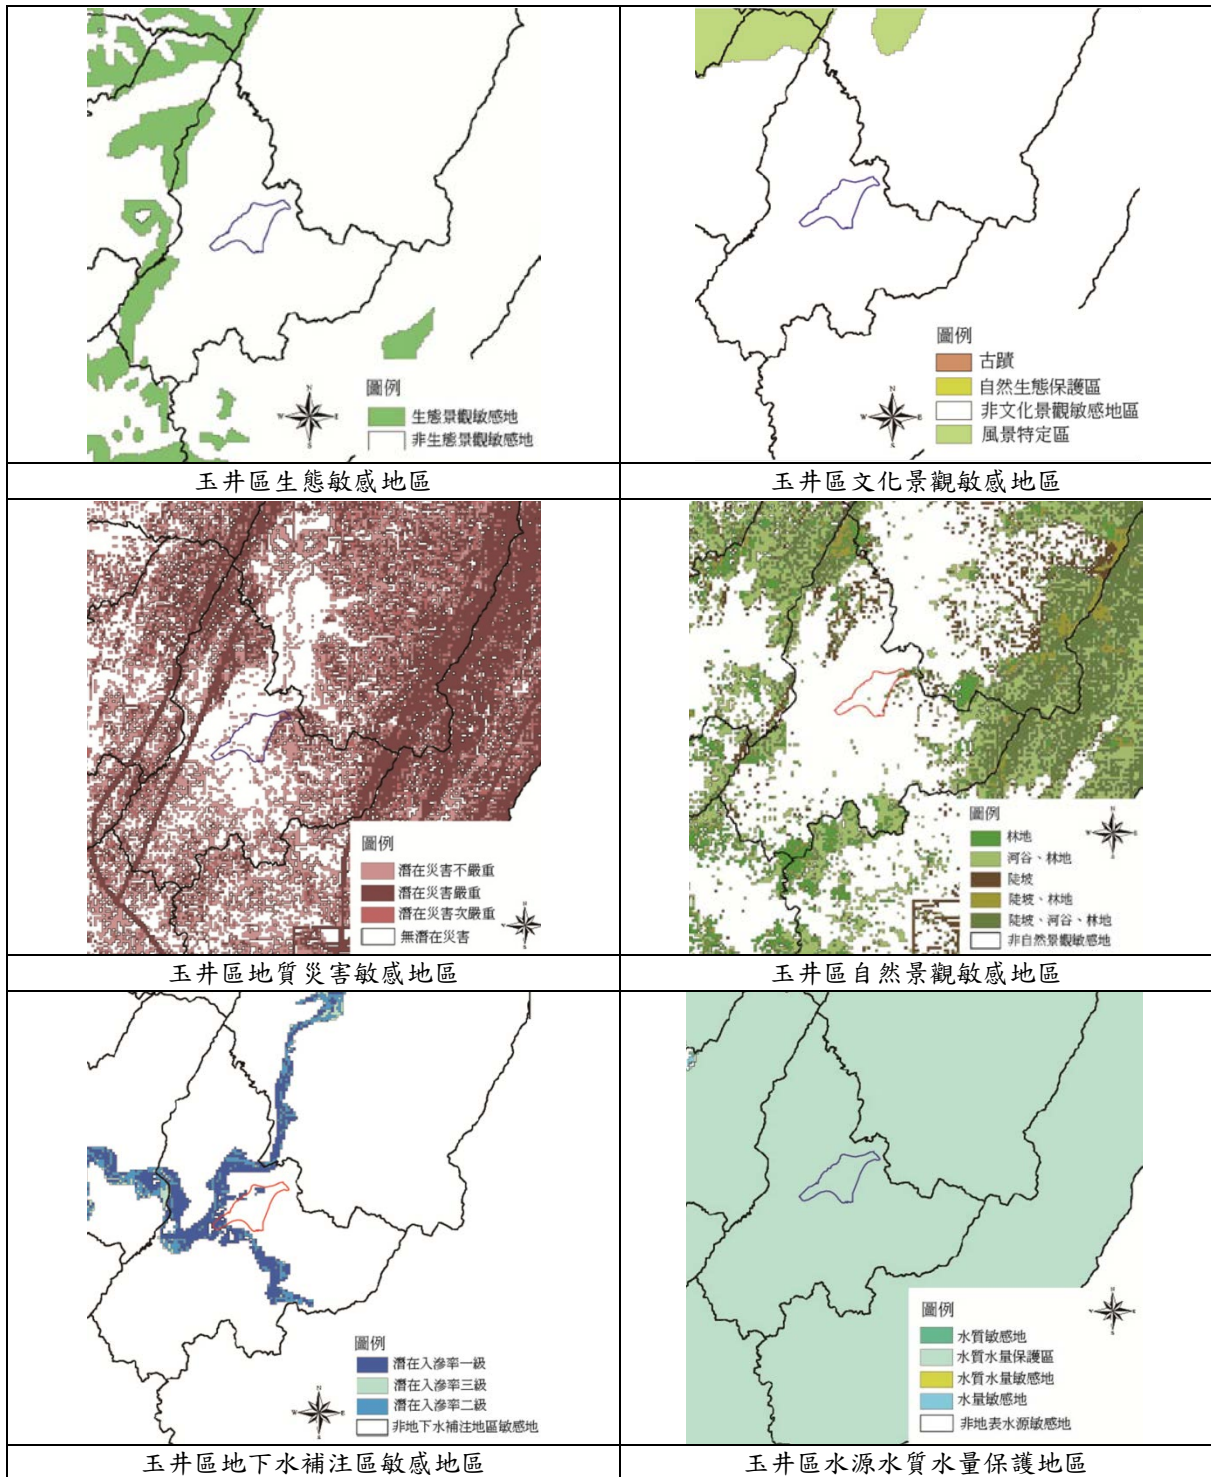 圖例
生態景觀敏感地
非生態景觀敏感地
N
W
E
S
玉井區生態敏感地區
圖例
古蹟
自然生態保護區
非文化景觀敏感地區
風景特定區
N
W
E
S
玉井區文化景觀敏感地區
圖例
潛在災害不嚴重
潛在災害嚴重
潛在災害次嚴重
無潛在災害
玉井區地質災害敏感地區
圖例
林地
河谷、林地
陡坡
陡坡、林地
陡坡、河谷、林地
非自然景觀敏感地
玉井區自然景觀敏感地區
圖例
潛在入滲率一級
潛在入滲率三級
潛在入滲率二級
非地下水補注地區敏感地
N
W
E
S
玉井區地下水補注區敏感地區
圖例
水質敏感地
水質水量保護區
水質水量敏感地
水量敏感地
非地表水源敏感地
玉井區水源水質水量保護地區